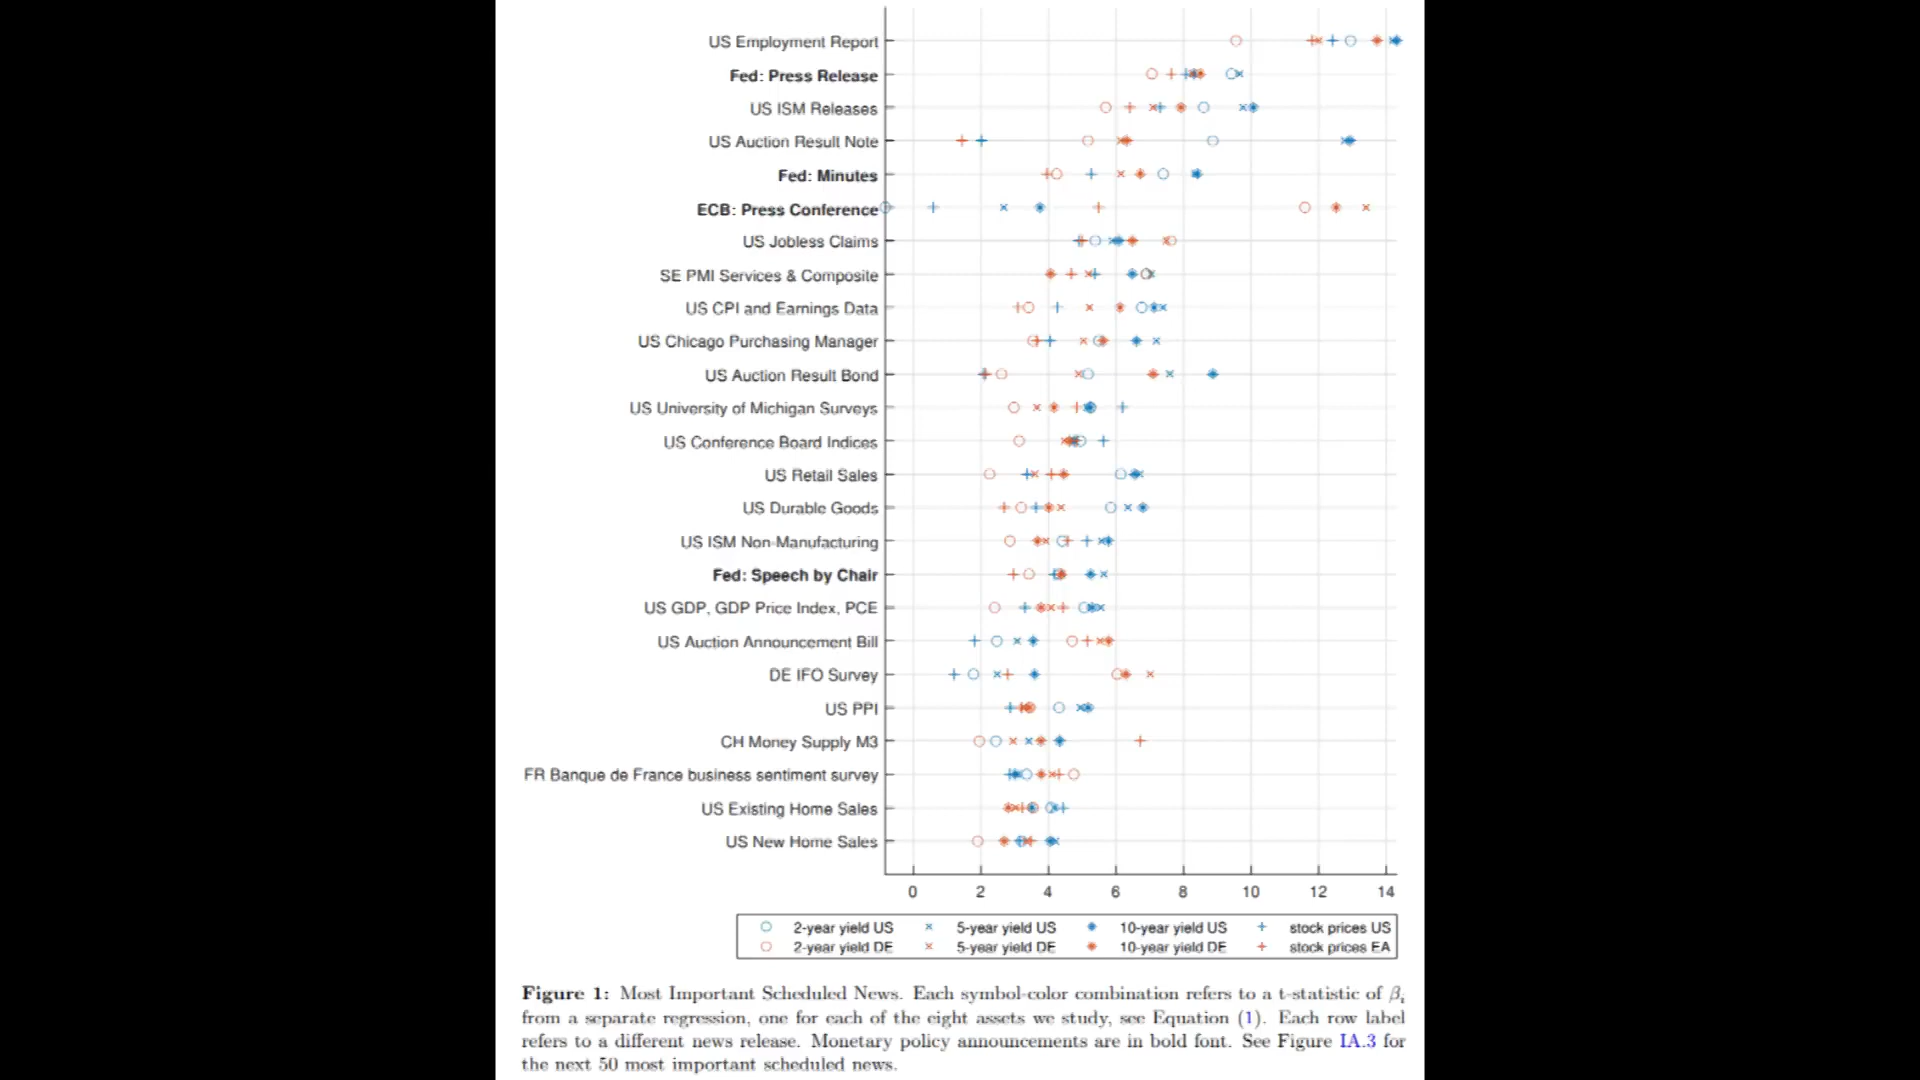 US Employment Report
Fed: Press Release
US ISM Releases
US Auction Result Note
Fed: Minutes
ECB: Press Conference
US Jobless Claims
SE PMI Services & Composite
US CPI and Earnings Data
US Chicago Purchasing Manager
US Auction Result Bond
US University of Michigan Surveys
US Conference Board Indices
US Retail Sales
US Durable Goods
US ISM Non-Manufacturing
Fed: Speech by Chair
US GDP, GDP Price Index, PCE
US Auction Announcement Bill
DE IFO Survey
US PPI
CH Money Supply M3
FR Banque de France business sentiment survey
US Existing Home Sales
US New Home Sales
0 2 4 6 8 10 12 14
2-year yield US 5-year yield US 10-year yield US stock prices US
2-year yield DE 5-year yield DE 10-year yield DE stock prices EA
Figure 1: Most Important Scheduled News. Each symbol-color combination refers to a t-statistic of βi
from a separate regression, one for each of the eight assets we study, see Equation (1). Each row label
refers to a different news release. Monetary policy announcements are in bold font. See Figure IA.3 for
the next 50 most important scheduled news.